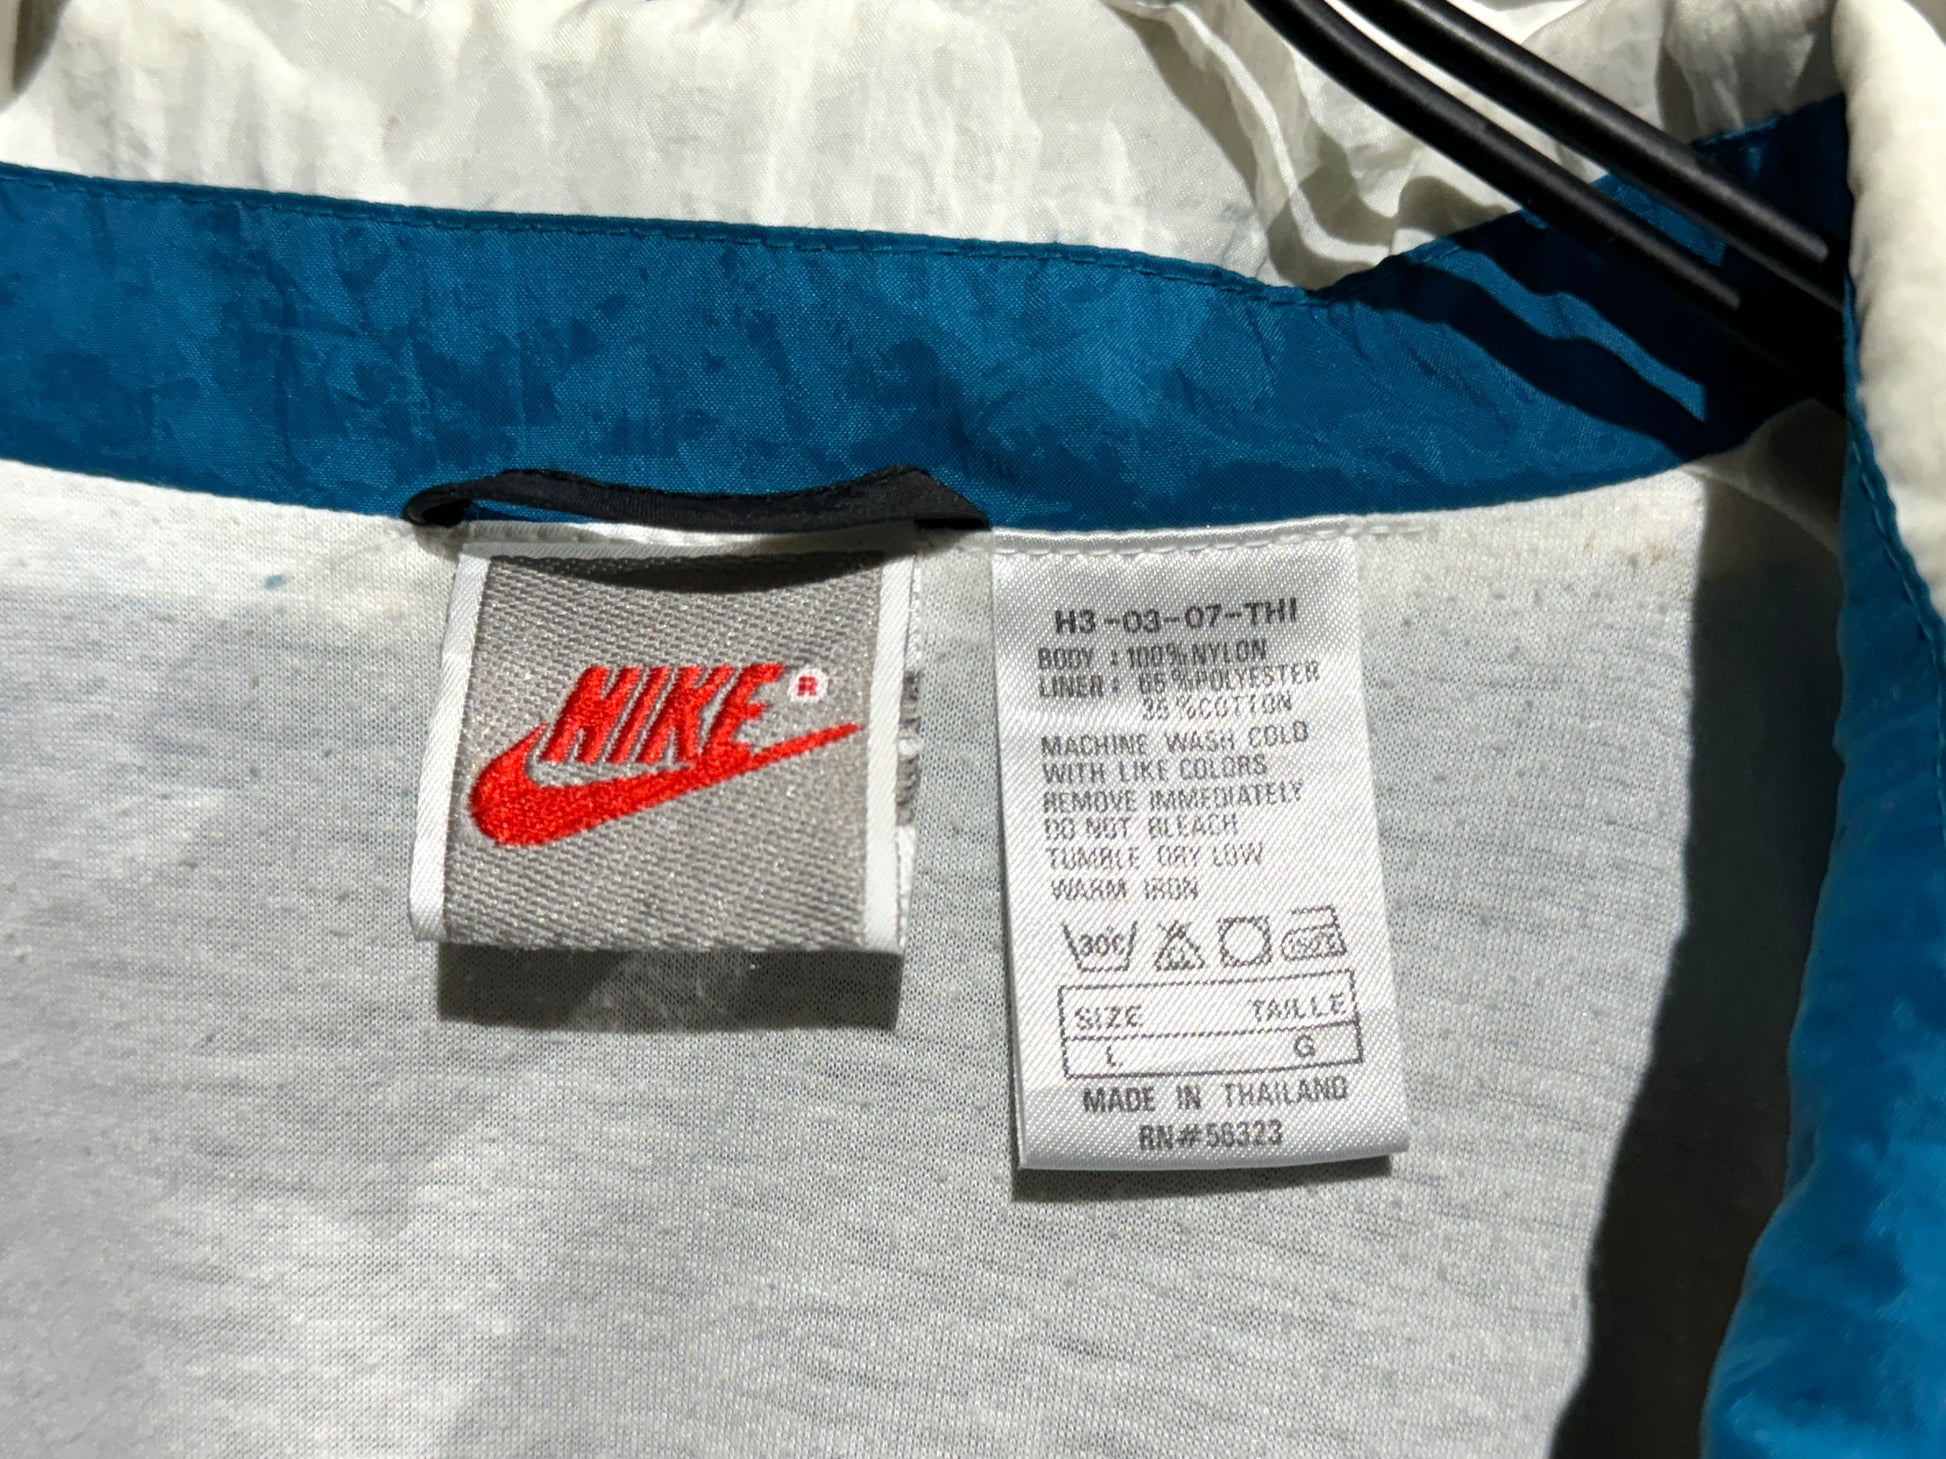 NIKE®
H3-03-07-THI
BODY : 100%NYLON
LINER : 65%POLYESTER
35%COTTON
MACHINE WASH COLD
WITH LIKE COLORS
REMOVE IMMEDIATELY
DO NOT BLEACH
TUMBLE DRY LOW
WARM IRON
30°C
SIZE TAILLE
L G
MADE IN THAILAND
RN#56323